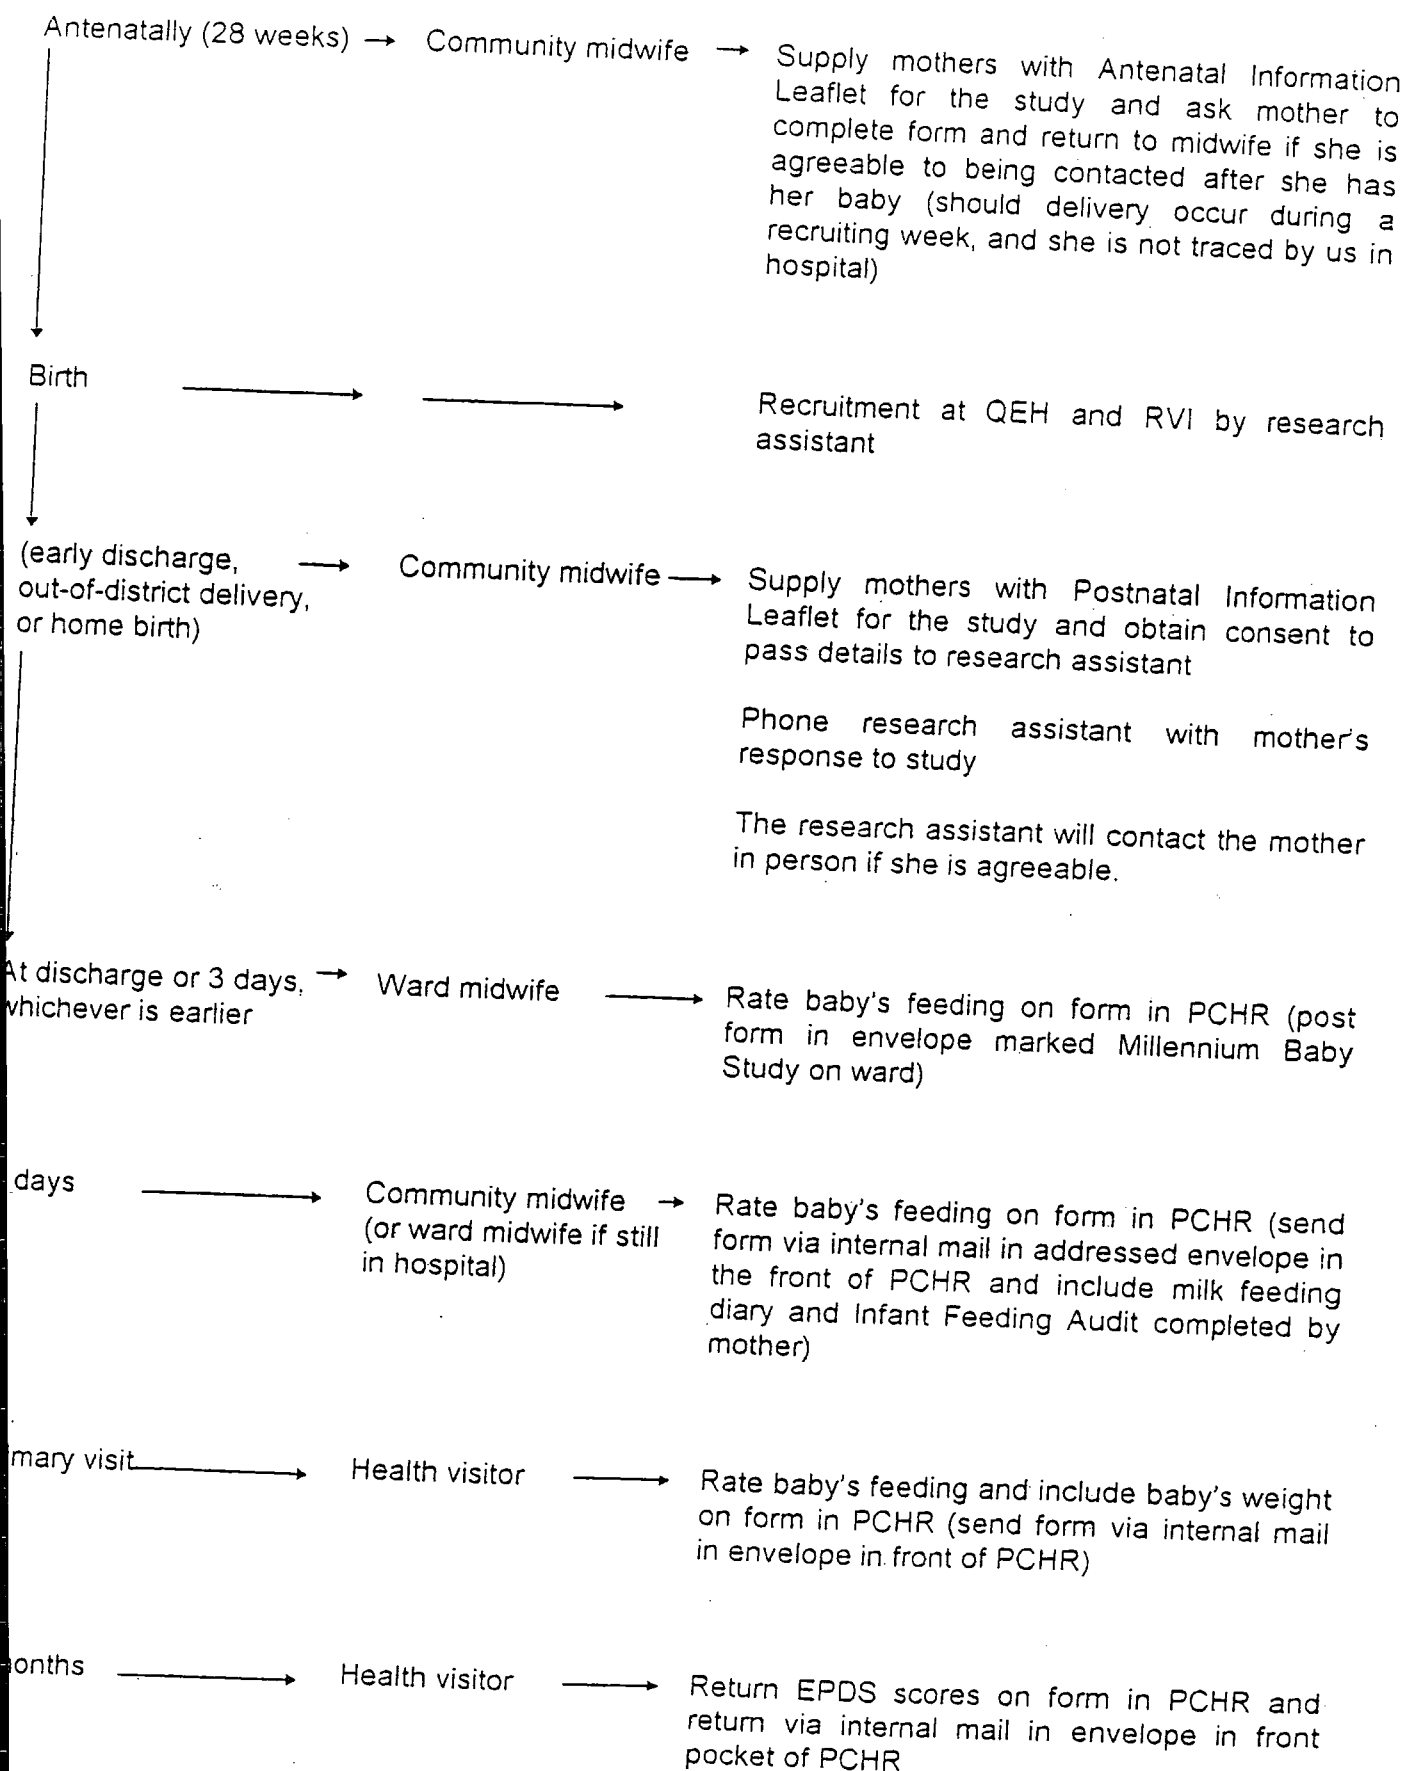 Antenatally (28 weeks) → Community midwife → Supply mothers with Antenatal Information
Leaflet for the study and ask mother to
complete form and return to midwife if she is
agreeable to being contacted after she has
her baby (should delivery occur during a
recruiting week, and she is not traced by us in
hospital)
Birth
Recruitment at QEH and RVI by research
assistant
(early discharge,
out-of-district delivery,
or home birth)
Community midwife
Supply mothers with Postnatal Information
Leaflet for the study and obtain consent to
pass details to research assistant
Phone research assistant with mother's
response to study
The research assistant will contact the mother
in person if she is agreeable.
At discharge or 3 days,
whichever is earlier
Ward midwife
Rate baby's feeding on form in PCHR (post
form in envelope marked Millennium Baby
Study on ward)
days
Community midwife
(or ward midwife if still
in hospital)
Rate baby's feeding on form in PCHR (send
form via internal mail in addressed envelope in
the front of PCHR and include milk feeding
diary and Infant Feeding Audit completed by
mother)
imary visit
Health visitor
Rate baby's feeding and include baby's weight
on form in PCHR (send form via internal mail
in envelope in front of PCHR)
onths
Health visitor
Return EPDS scores on form in PCHR and
return via internal mail in envelope in front
pocket of PCHR